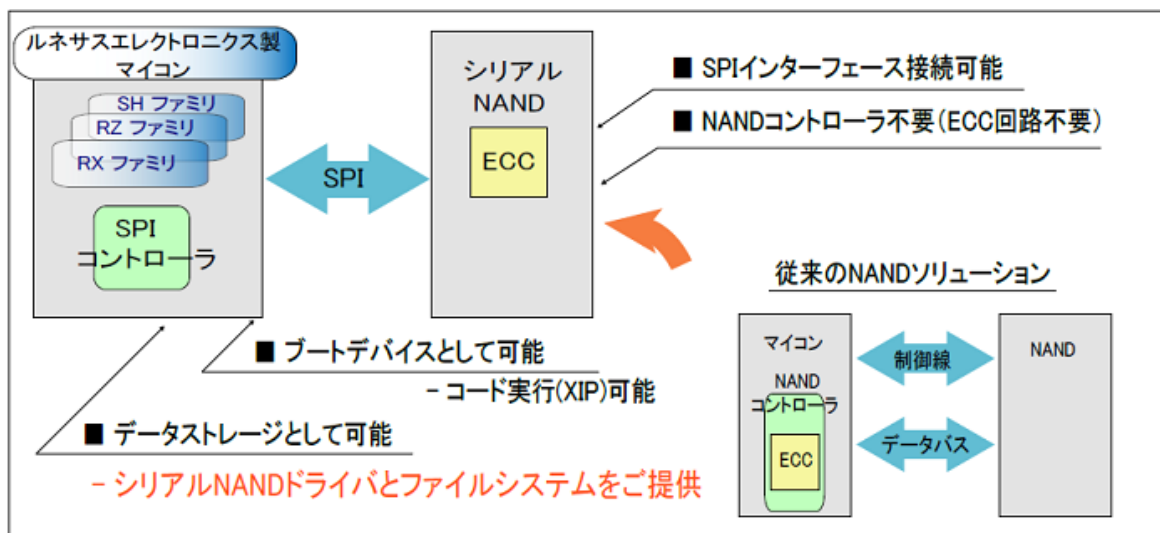 ルネサスエレクトロニクス製
マイコン
SH ファミリ
RZ ファミリ
RX ファミリ
SPI
コントローラ
SPI
シリアル
NAND
ECC
■ SPIインターフェース接続可能
■ NANDコントローラ不要(ECC回路不要)
■ ブートデバイスとして可能
- コード実行(XIP)可能
■ データストレージとして可能
- シリアルNANDドライバとファイルシステムをご提供
従来のNANDソリューション
マイコン
NAND
コントローラ
ECC
制御線
データバス
NAND